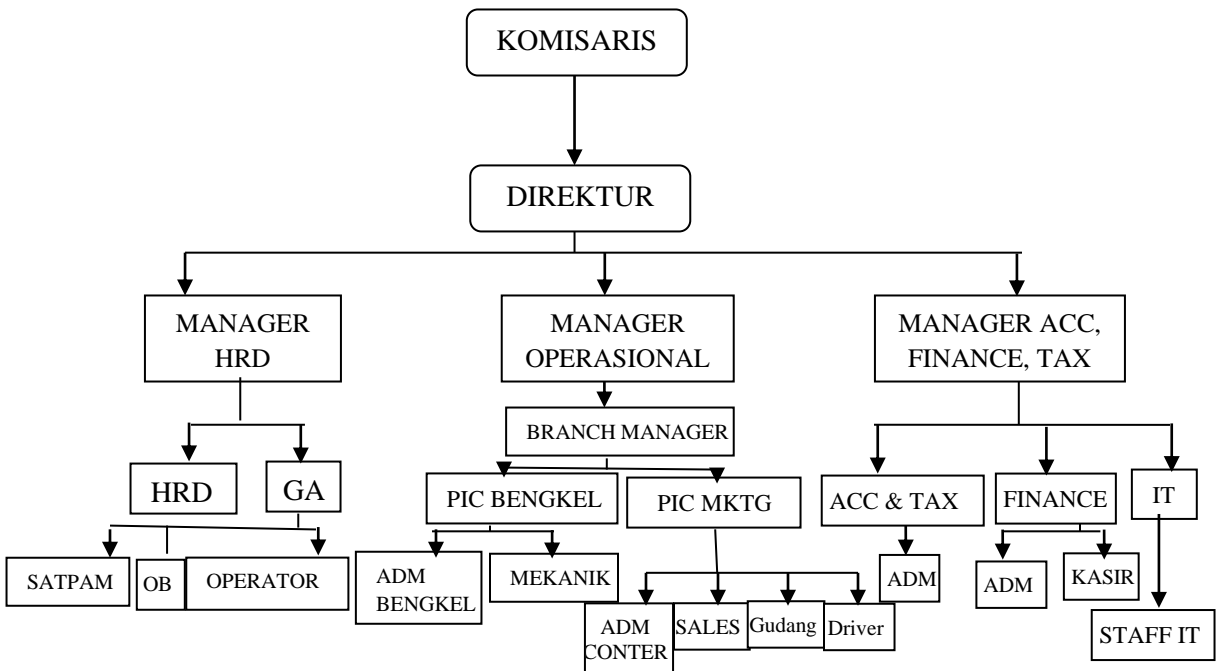 KOMISARIS
DIREKTUR
MANAGER
HRD
MANAGER
OPERASIONAL
MANAGER ACC,
FINANCE, TAX
BRANCH MANAGER
HRD
GA
PIC BENGKEL
PIC MKTG
ACC & TAX
FINANCE
IT
SATPAM
OB
OPERATOR
ADM
BENGKEL
MEKANIK
ADM
CONTER
SALES
Gudang
Driver
ADM
ADM
KASIR
STAFF IT